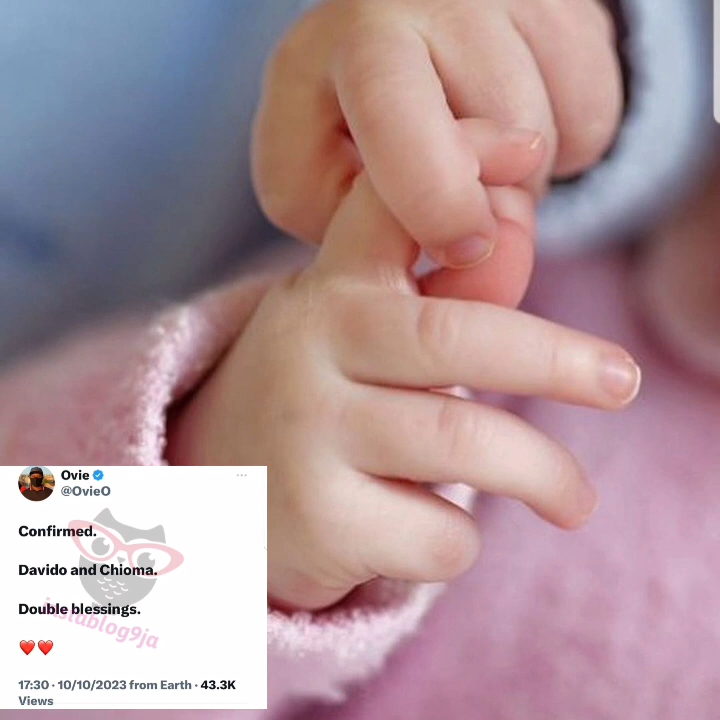 Ovie
@OvieO
Confirmed.
Davido and Chioma.
Double blessings.
❤️❤️
instablog9ja
17:30 · 10/10/2023 from Earth · 43.3K
Views